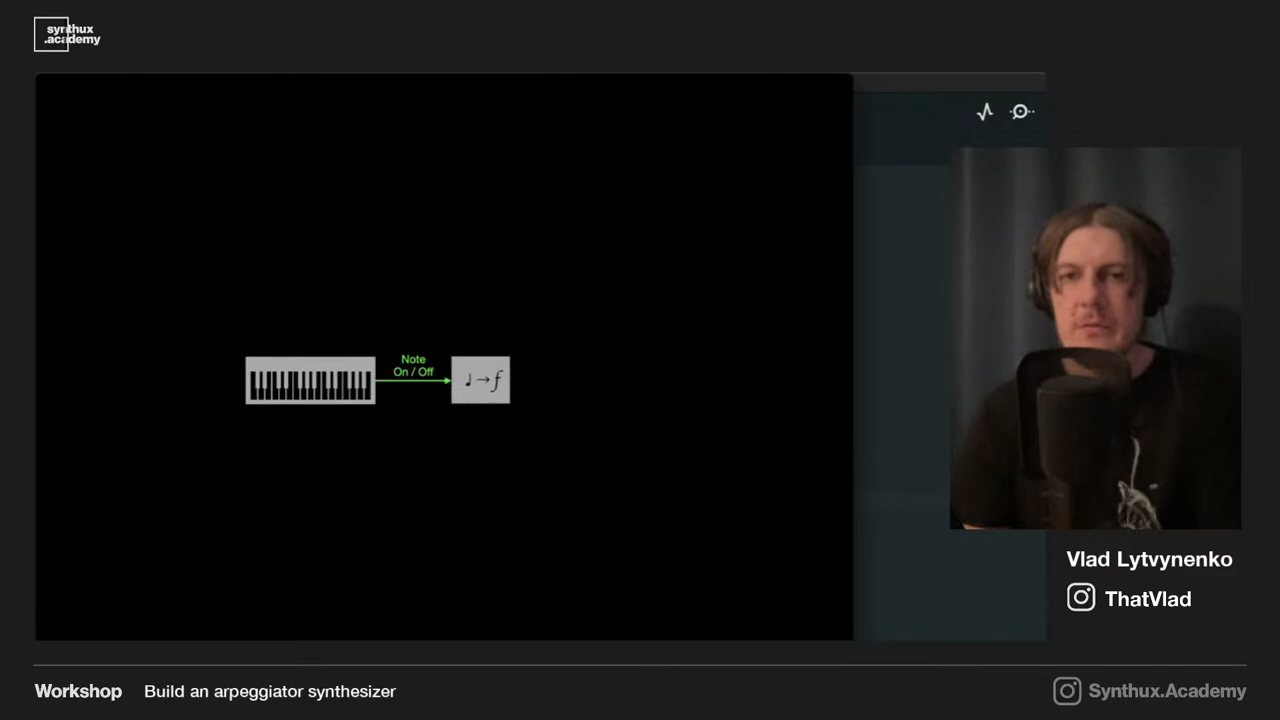 synthux
.academy
Note
On / Off
♩→f
Vlad Lytvynenko
ThatVlad
Workshop Build an arpeggiator synthesizer
Synthux.Academy